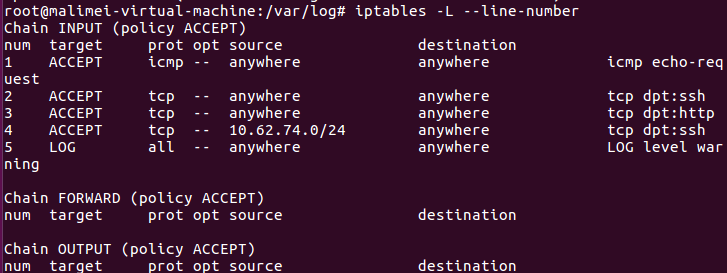 root@malimei-virtual-machine:/var/log# iptables -L --line-number
Chain INPUT (policy ACCEPT)
num  target     prot opt source               destination
1    ACCEPT     icmp --  anywhere             anywhere             icmp echo-req
uest
2    ACCEPT     tcp  --  anywhere             anywhere             tcp dpt:ssh
3    ACCEPT     tcp  --  anywhere             anywhere             tcp dpt:http
4    ACCEPT     tcp  --  10.62.74.0/24        anywhere             tcp dpt:ssh
5    LOG        all  --  anywhere             anywhere             LOG level war
ning
Chain FORWARD (policy ACCEPT)
num  target     prot opt source               destination
Chain OUTPUT (policy ACCEPT)
num  target     prot opt source               destination